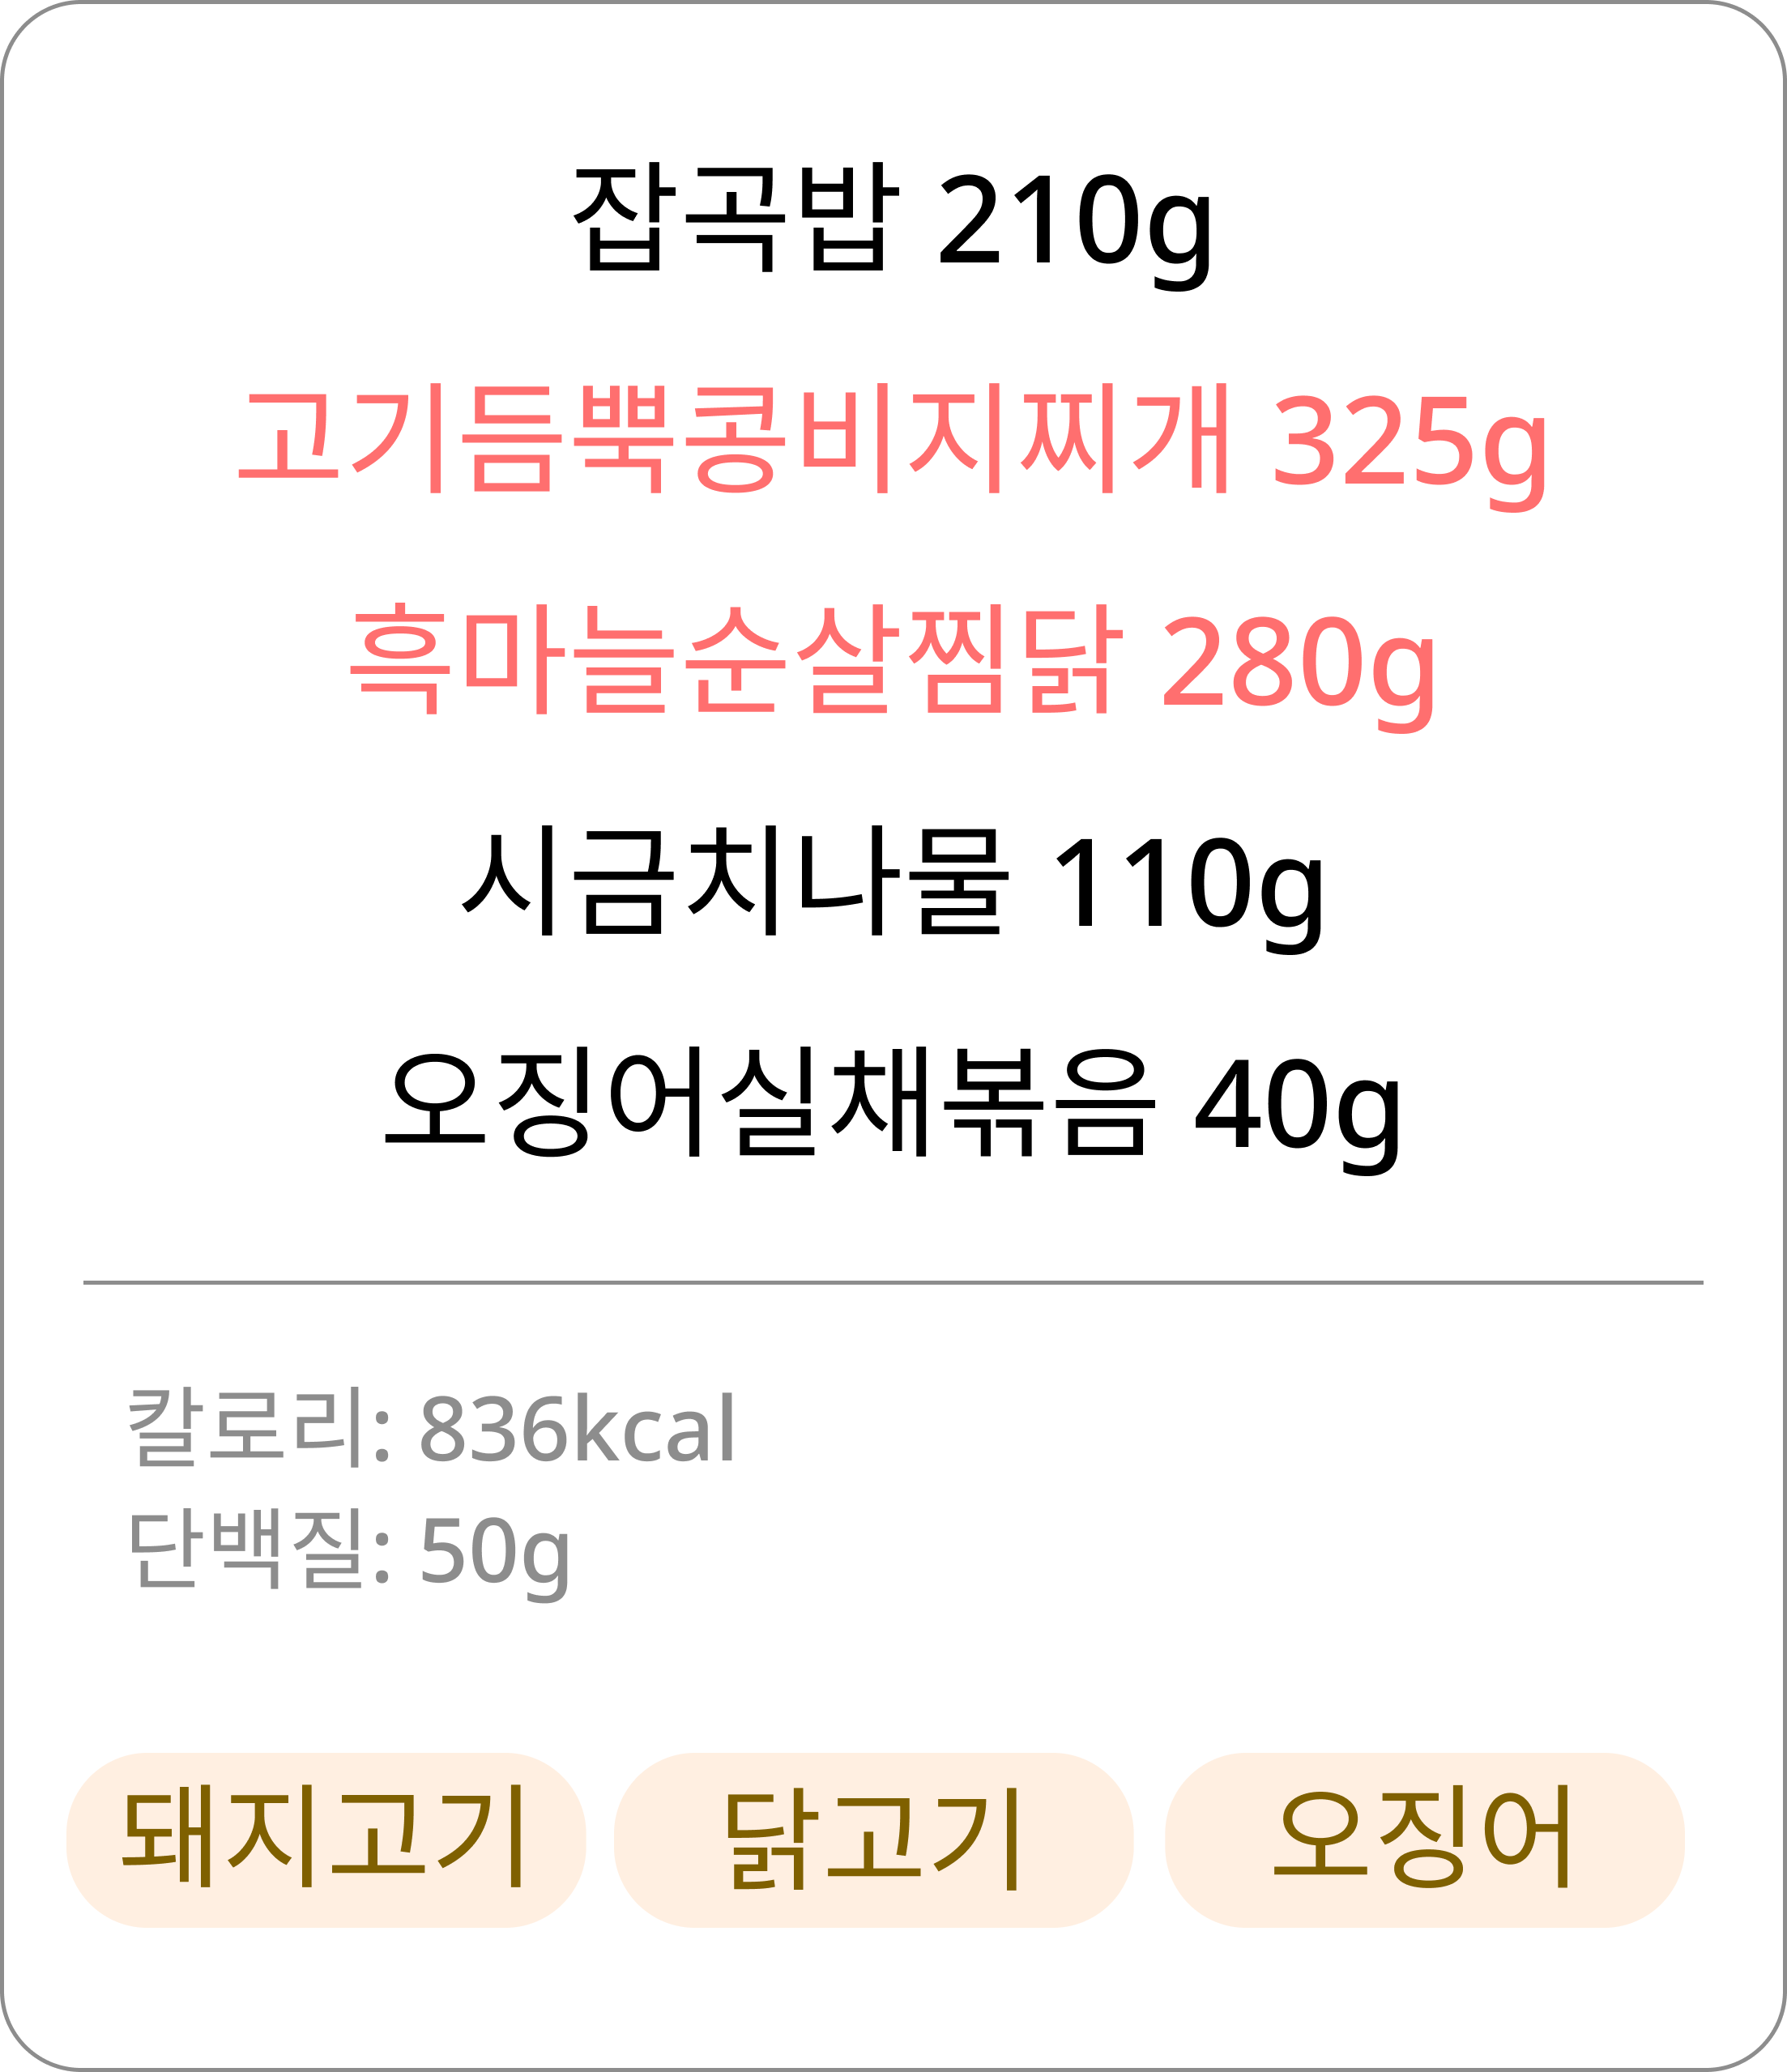 잡곡밥 210g
고기듬뿍콩비지찌개 325g
흑마늘순살찜닭 280g
시금치나물 110g
오징어실채볶음 40g
칼로리: 836kcal
단백질: 50g
돼지고기 닭고기 오징어